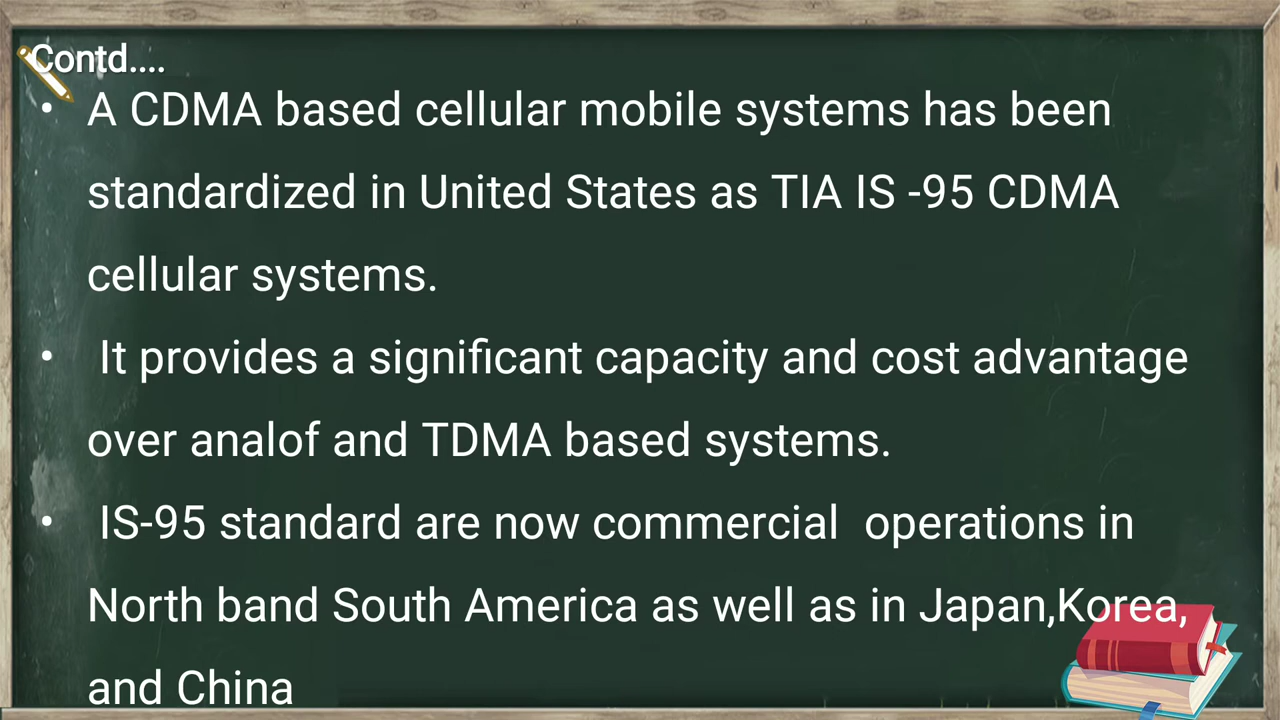 Contd....
• A CDMA based cellular mobile systems has been
standardized in United States as TIA IS -95 CDMA
cellular systems.
• It provides a significant capacity and cost advantage
over analof and TDMA based systems.
• IS-95 standard are now commercial  operations in
North band South America as well as in Japan,Korea,
and China